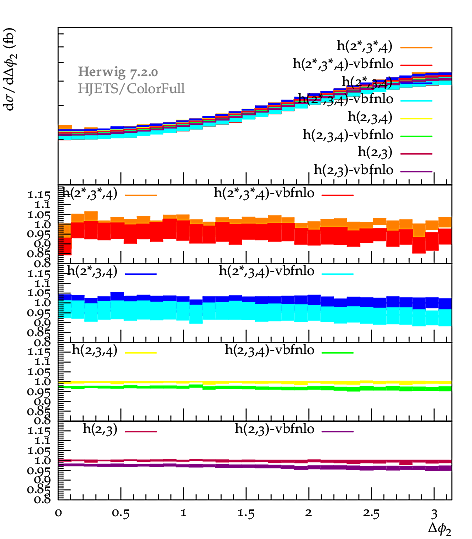 dσ/dΔϕ₂ (fb)
Herwig 7.2.0
HJETS/ColorFull
h(2*,3*,4)
h(2*,3*,4)-vbfnlo
h(2*,3,4)
h(2*,3,4)-vbfnlo
h(2,3,4)
h(2,3,4)-vbfnlo
h(2,3)
h(2,3)-vbfnlo
h(2*,3*,4) h(2*,3*,4)-vbfnlo
1.15
1.1
1.05
1.0
0.95
0.9
0.85
0.8
h(2*,3,4) h(2*,3,4)-vbfnlo
1.15
1.1
1.05
1.0
0.95
0.9
0.85
0.8
h(2,3,4) h(2,3,4)-vbfnlo
1.15
1.1
1.05
1.0
0.95
0.9
0.85
0.8
h(2,3) h(2,3)-vbfnlo
1.15
1.1
1.05
1.0
0.95
0.9
0.85
0.8
0 0.5 1 1.5 2 2.5 3
Δϕ₂